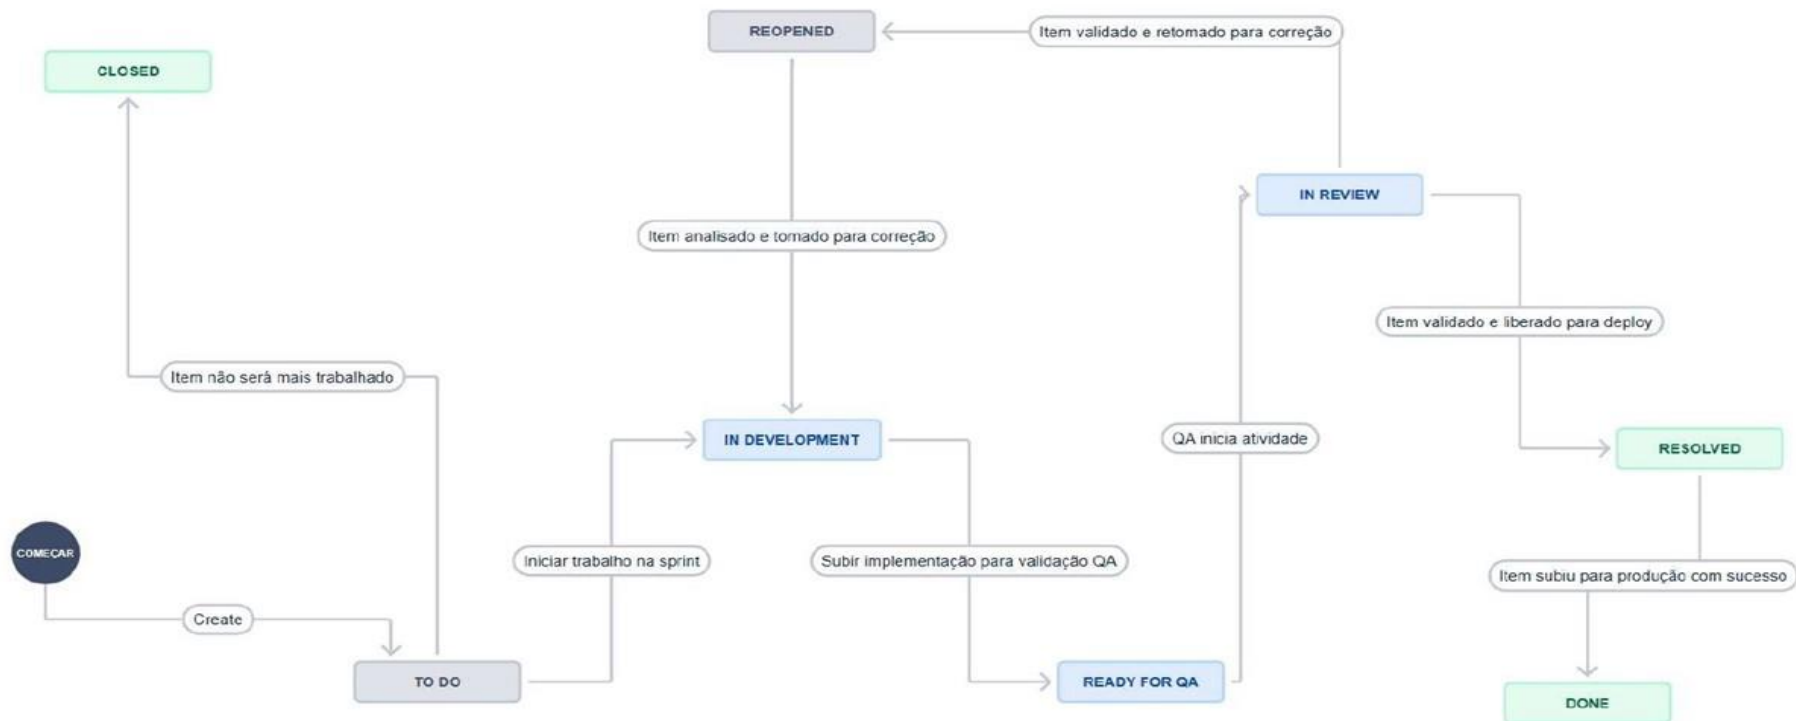 REOPENED
Item validado e retomado para correção
CLOSED
IN REVIEW
Item analisado e tomado para correção
Item validado e liberado para deploy
Item não será mais trabalhado
IN DEVELOPMENT
QA inicia atividade
RESOLVED
COMEÇAR
Iniciar trabalho na sprint
Subir implementação para validação QA
Item subiu para produção com sucesso
Create
TO DO
READY FOR QA
DONE